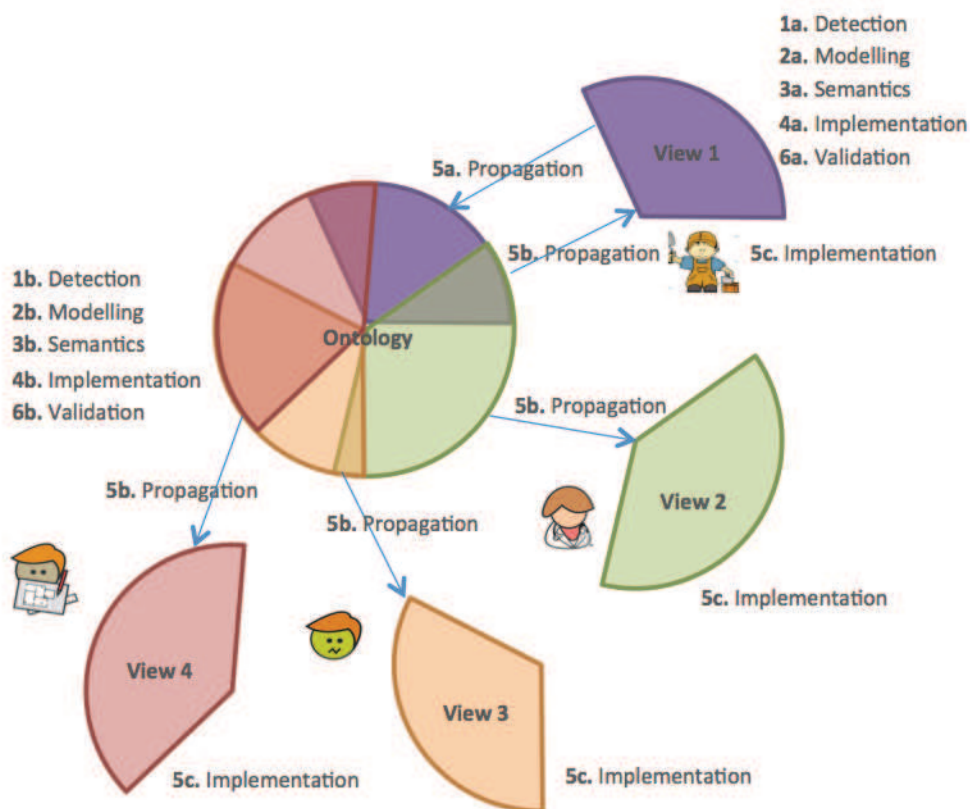 1a. Detection
2a. Modelling
3a. Semantics
4a. Implementation
6a. Validation
View 1
5a. Propagation
5b. Propagation
5c. Implementation
1b. Detection
2b. Modelling
3b. Semantics
4b. Implementation
6b. Validation
Ontology
5b. Propagation
View 2
5c. Implementation
5b. Propagation
5b. Propagation
View 4
View 3
5c. Implementation
5c. Implementation